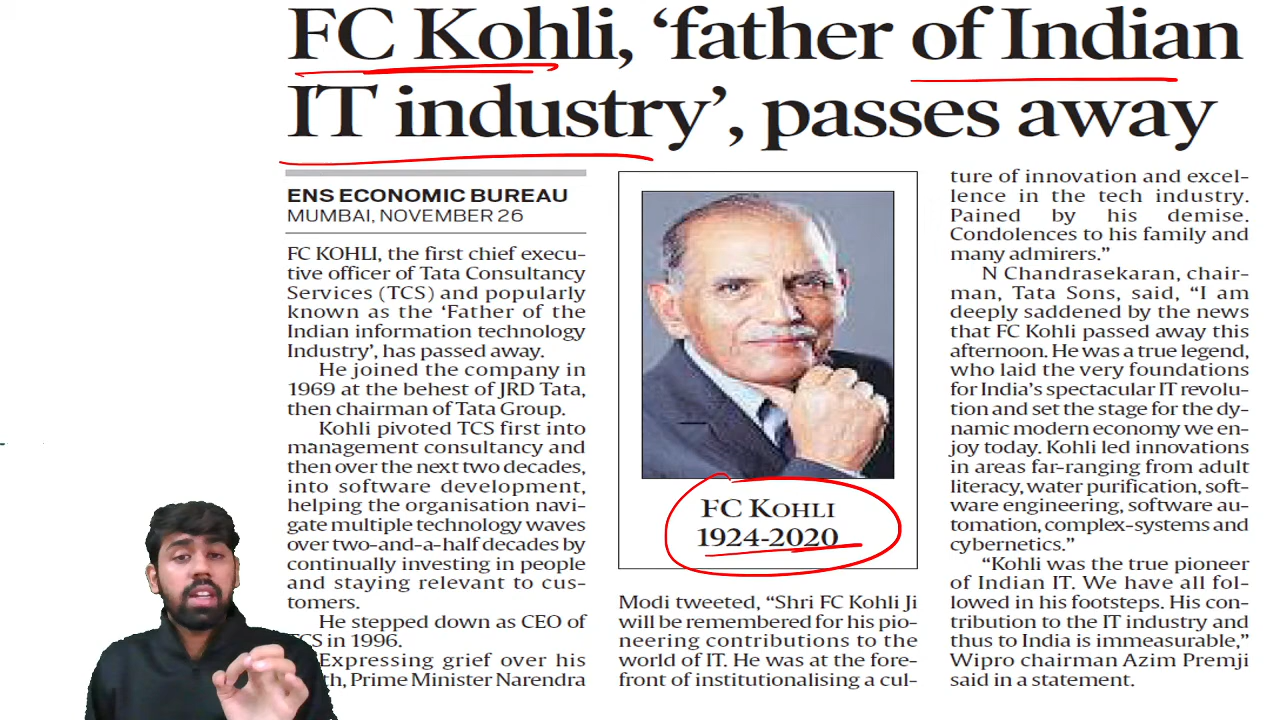 FC Kohli, ‘father of Indian
IT industry’, passes away
ENS ECONOMIC BUREAU
MUMBAI, NOVEMBER 26
FC KOHLI, the first chief execu-
tive officer of Tata Consultancy
Services (TCS) and popularly
known as the ‘Father of the
Indian information technology
Industry’, has passed away.
He joined the company in
1969 at the behest of JRD Tata,
then chairman of Tata Group.
Kohli pivoted TCS first into
management consultancy and
then over the next two decades,
into software development,
helping the organisation navi-
gate multiple technology waves
over two-and-a-half decades by
continually investing in people
and staying relevant to cus-
tomers.
He stepped down as CEO of
TCS in 1996.
Expressing grief over his
th, Prime Minister Narendra
FC KOHLI
1924-2020
Modi tweeted, “Shri FC Kohli Ji
will be remembered for his pio-
neering contributions to the
world of IT. He was at the fore-
front of institutionalising a cul-
ture of innovation and excel-
lence in the tech industry.
Pained by his demise.
Condolences to his family and
many admirers.”
N Chandrasekaran, chair-
man, Tata Sons, said, “I am
deeply saddened by the news
that FC Kohli passed away this
afternoon. He was a true legend,
who laid the very foundations
for India’s spectacular IT revolu-
tion and set the stage for the dy-
namic modern economy we en-
joy today. Kohli led innovations
in areas far-ranging from adult
literacy, water purification, soft-
ware engineering, software au-
tomation, complex-systems and
cybernetics.”
“Kohli was the true pioneer
of Indian IT. We have all fol-
lowed in his footsteps. His con-
tribution to the IT industry and
thus to India is immeasurable,”
Wipro chairman Azim Premji
said in a statement.